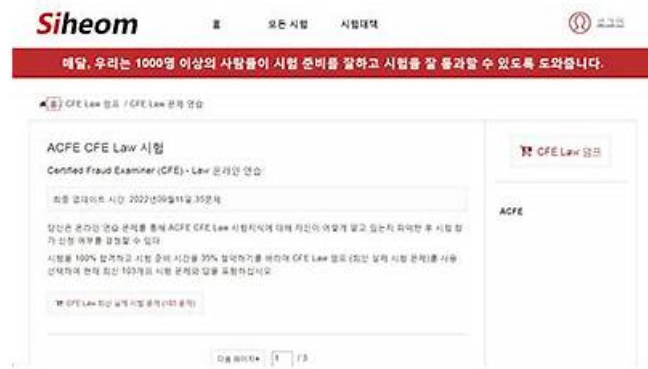 Siheom
홈 모든 시험 시험대책 로그인
매달, 우리는 1000명 이상의 사람들이 시험 준비를 잘하고 시험을 잘 통과할 수 있도록 도와줍니다.
홈 / CFE Law 덤프 / CFE Law 문제 연습
ACFE CFE Law 시험
CFE Law 덤프
Certified Fraud Examiner (CFE) - Law 온라인 연습
최종 업데이트 시간: 2022년09월11일,35문제
ACFE
당신은 온라인 연습 문제를 통해 ACFE CFE Law 시험지식에 대해 자신이 어떻게 알고 있는지 파악한 후 시험 참
가 신청 여부를 결정할 수 있다.
시험을 100% 합격하고 시험 준비 시간을 35% 절약하기를 바라며 CFE Law 덤프 (최신 실제 시험 문제)를 사용
선택하여 현재 최신 103개의 시험 문제와 답을 포함하십시오.
CFE Law 최신 실제 시험 문제 (103 문제)
다음 페이지 1 / 3